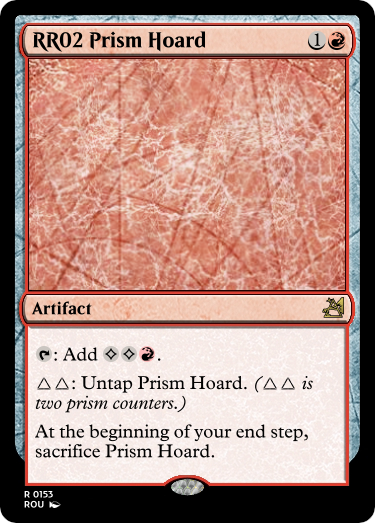 RR02 Prism Hoard 1
Artifact
: Add .
△△: Untap Prism Hoard. (△△ is
two prism counters.)
At the beginning of your end step,
sacrifice Prism Hoard.
R 0153
ROU